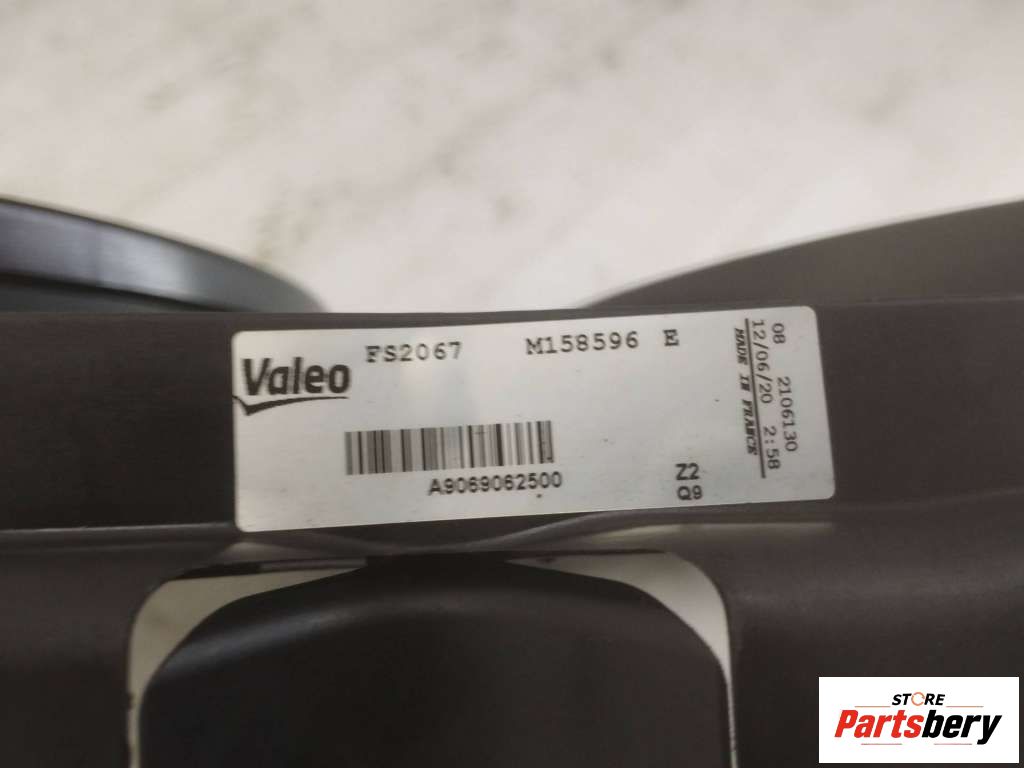 Valeo
FS2067 M158596 E
A9069062500
Z2
Q9
08 2106130
12/06/20 2:58
MADE IN FRANCE
STORE
Partsbery